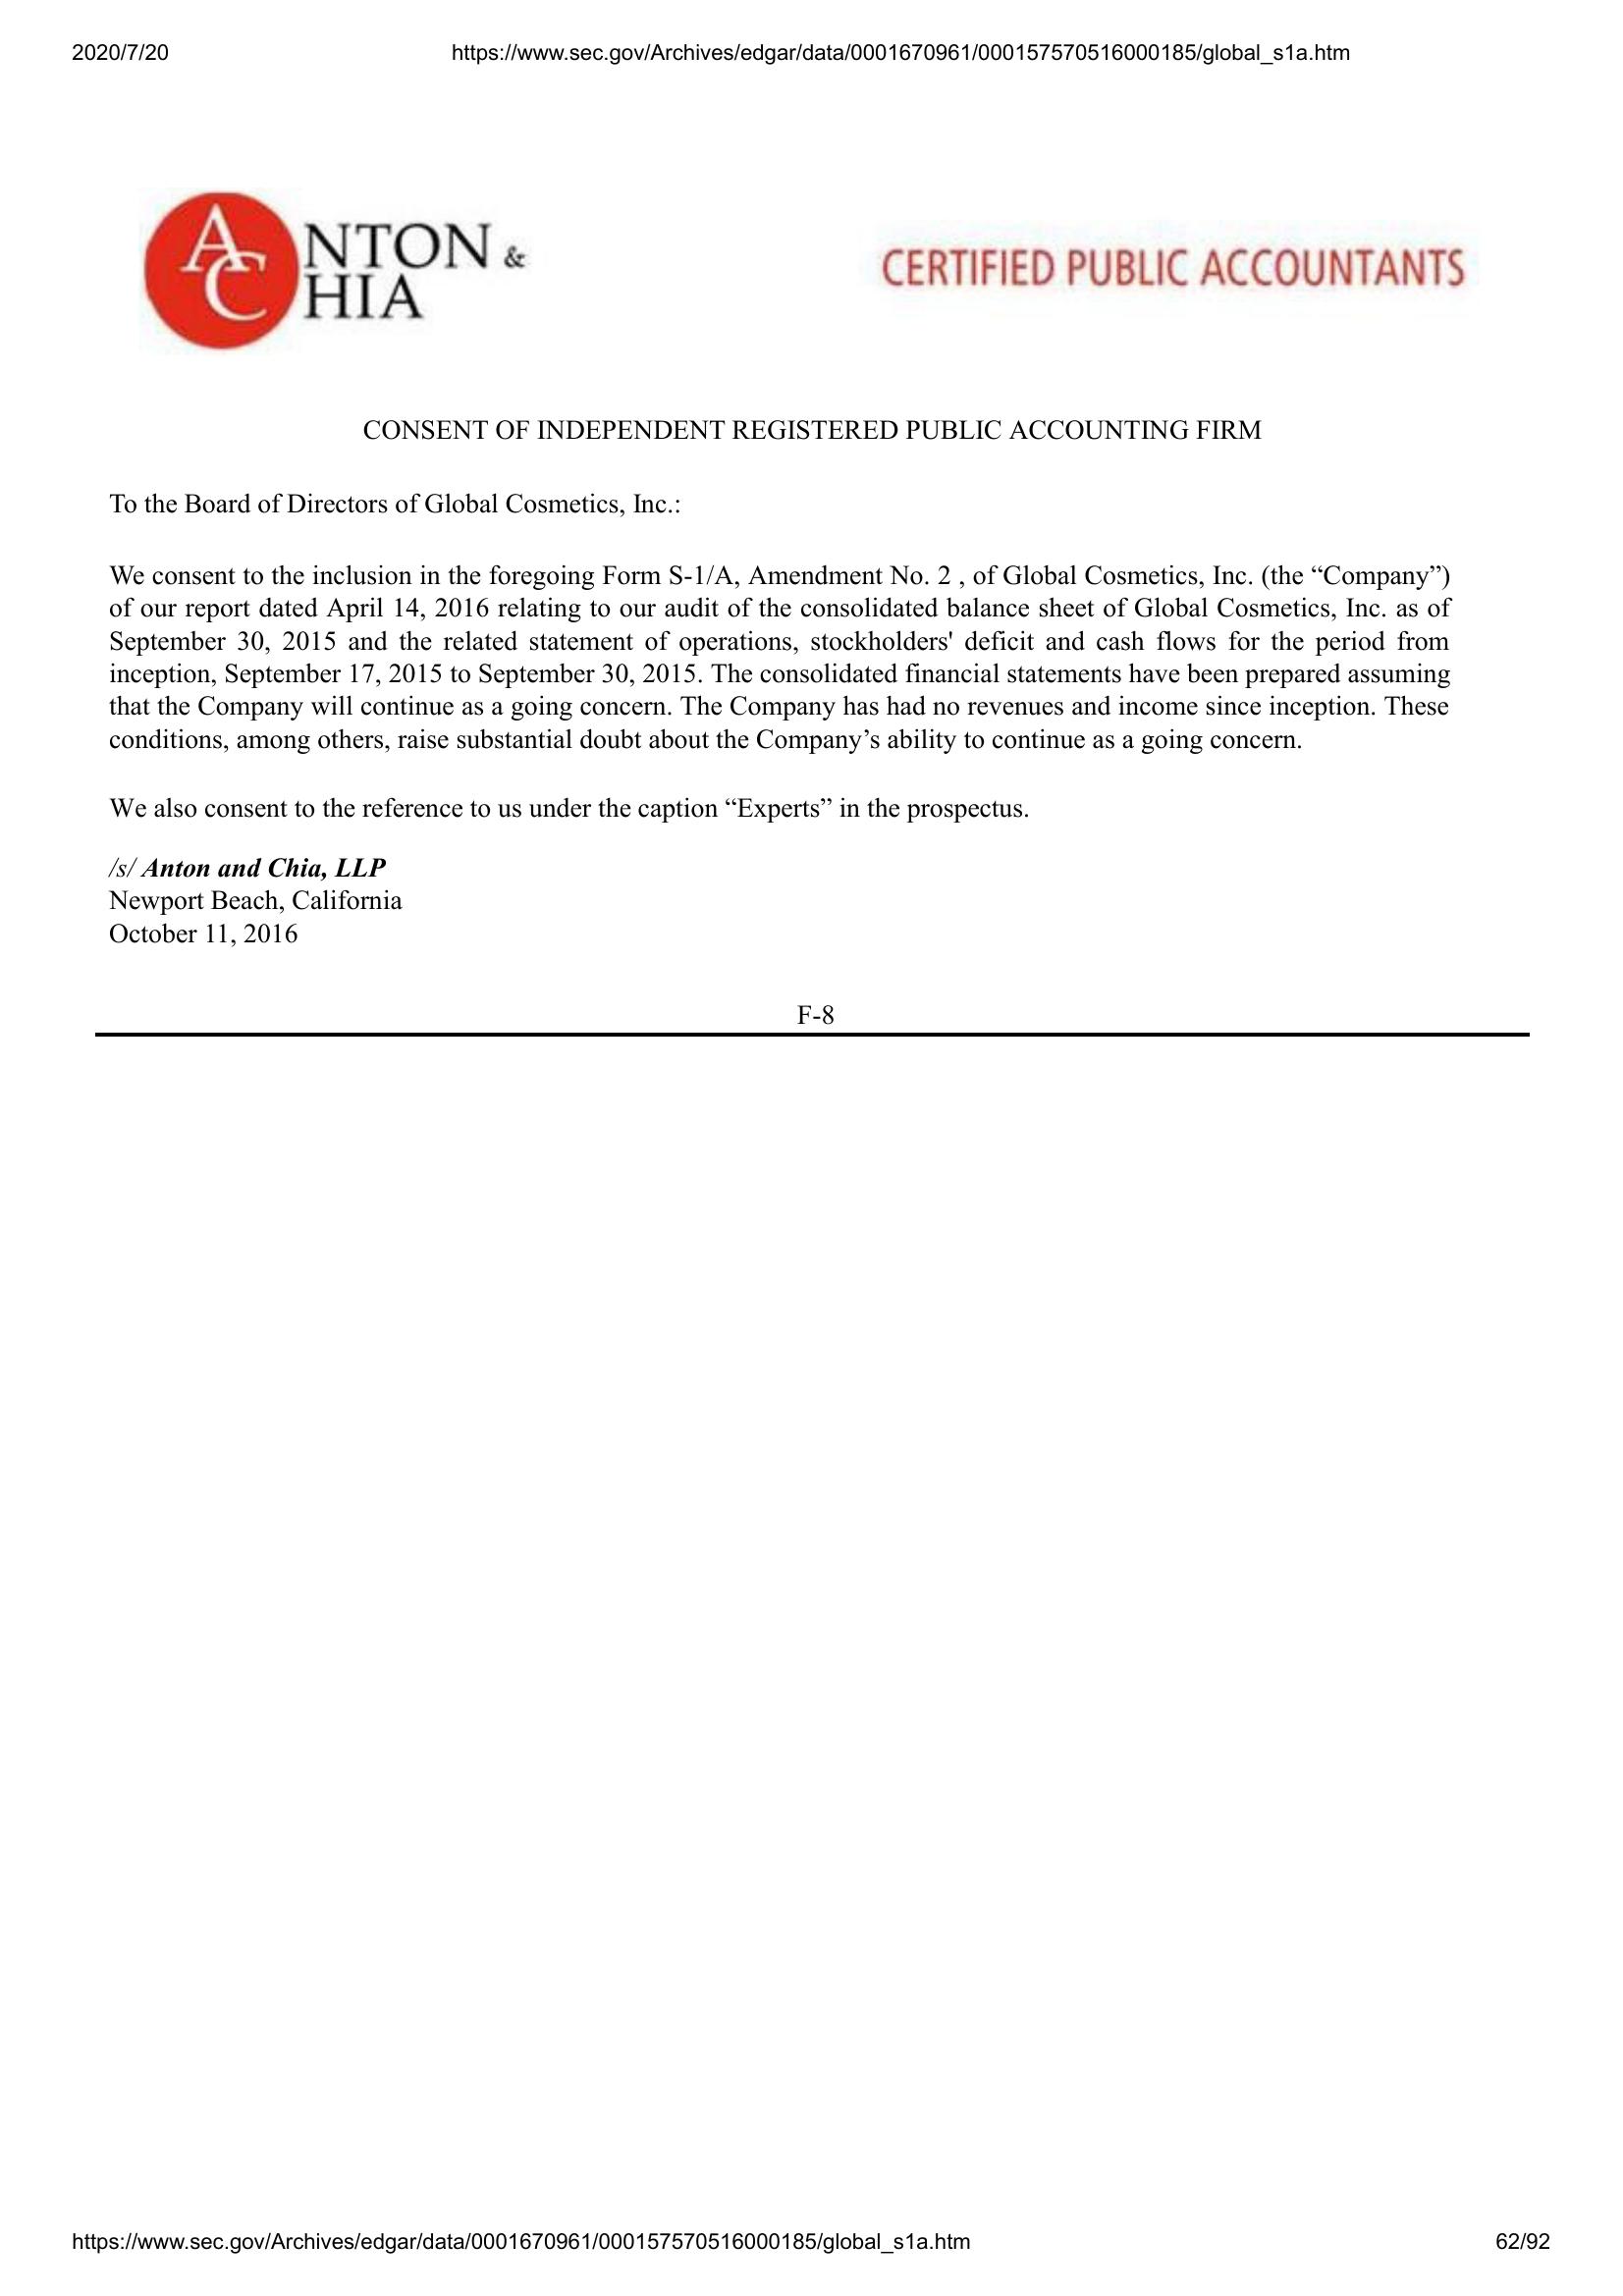 2020/7/20 https://www.sec.gov/Archives/edgar/data/0001670961/000157570516000185/global_s1a.htm
ANTON &
CHIA
CERTIFIED PUBLIC ACCOUNTANTS
CONSENT OF INDEPENDENT REGISTERED PUBLIC ACCOUNTING FIRM
To the Board of Directors of Global Cosmetics, Inc.:
We consent to the inclusion in the foregoing Form S-1/A, Amendment No. 2 , of Global Cosmetics, Inc. (the “Company”)
of our report dated April 14, 2016 relating to our audit of the consolidated balance sheet of Global Cosmetics, Inc. as of
September 30, 2015 and the related statement of operations, stockholders' deficit and cash flows for the period from
inception, September 17, 2015 to September 30, 2015. The consolidated financial statements have been prepared assuming
that the Company will continue as a going concern. The Company has had no revenues and income since inception. These
conditions, among others, raise substantial doubt about the Company’s ability to continue as a going concern.
We also consent to the reference to us under the caption “Experts” in the prospectus.
/s/ Anton and Chia, LLP
Newport Beach, California
October 11, 2016
F-8
https://www.sec.gov/Archives/edgar/data/0001670961/000157570516000185/global_s1a.htm 62/92